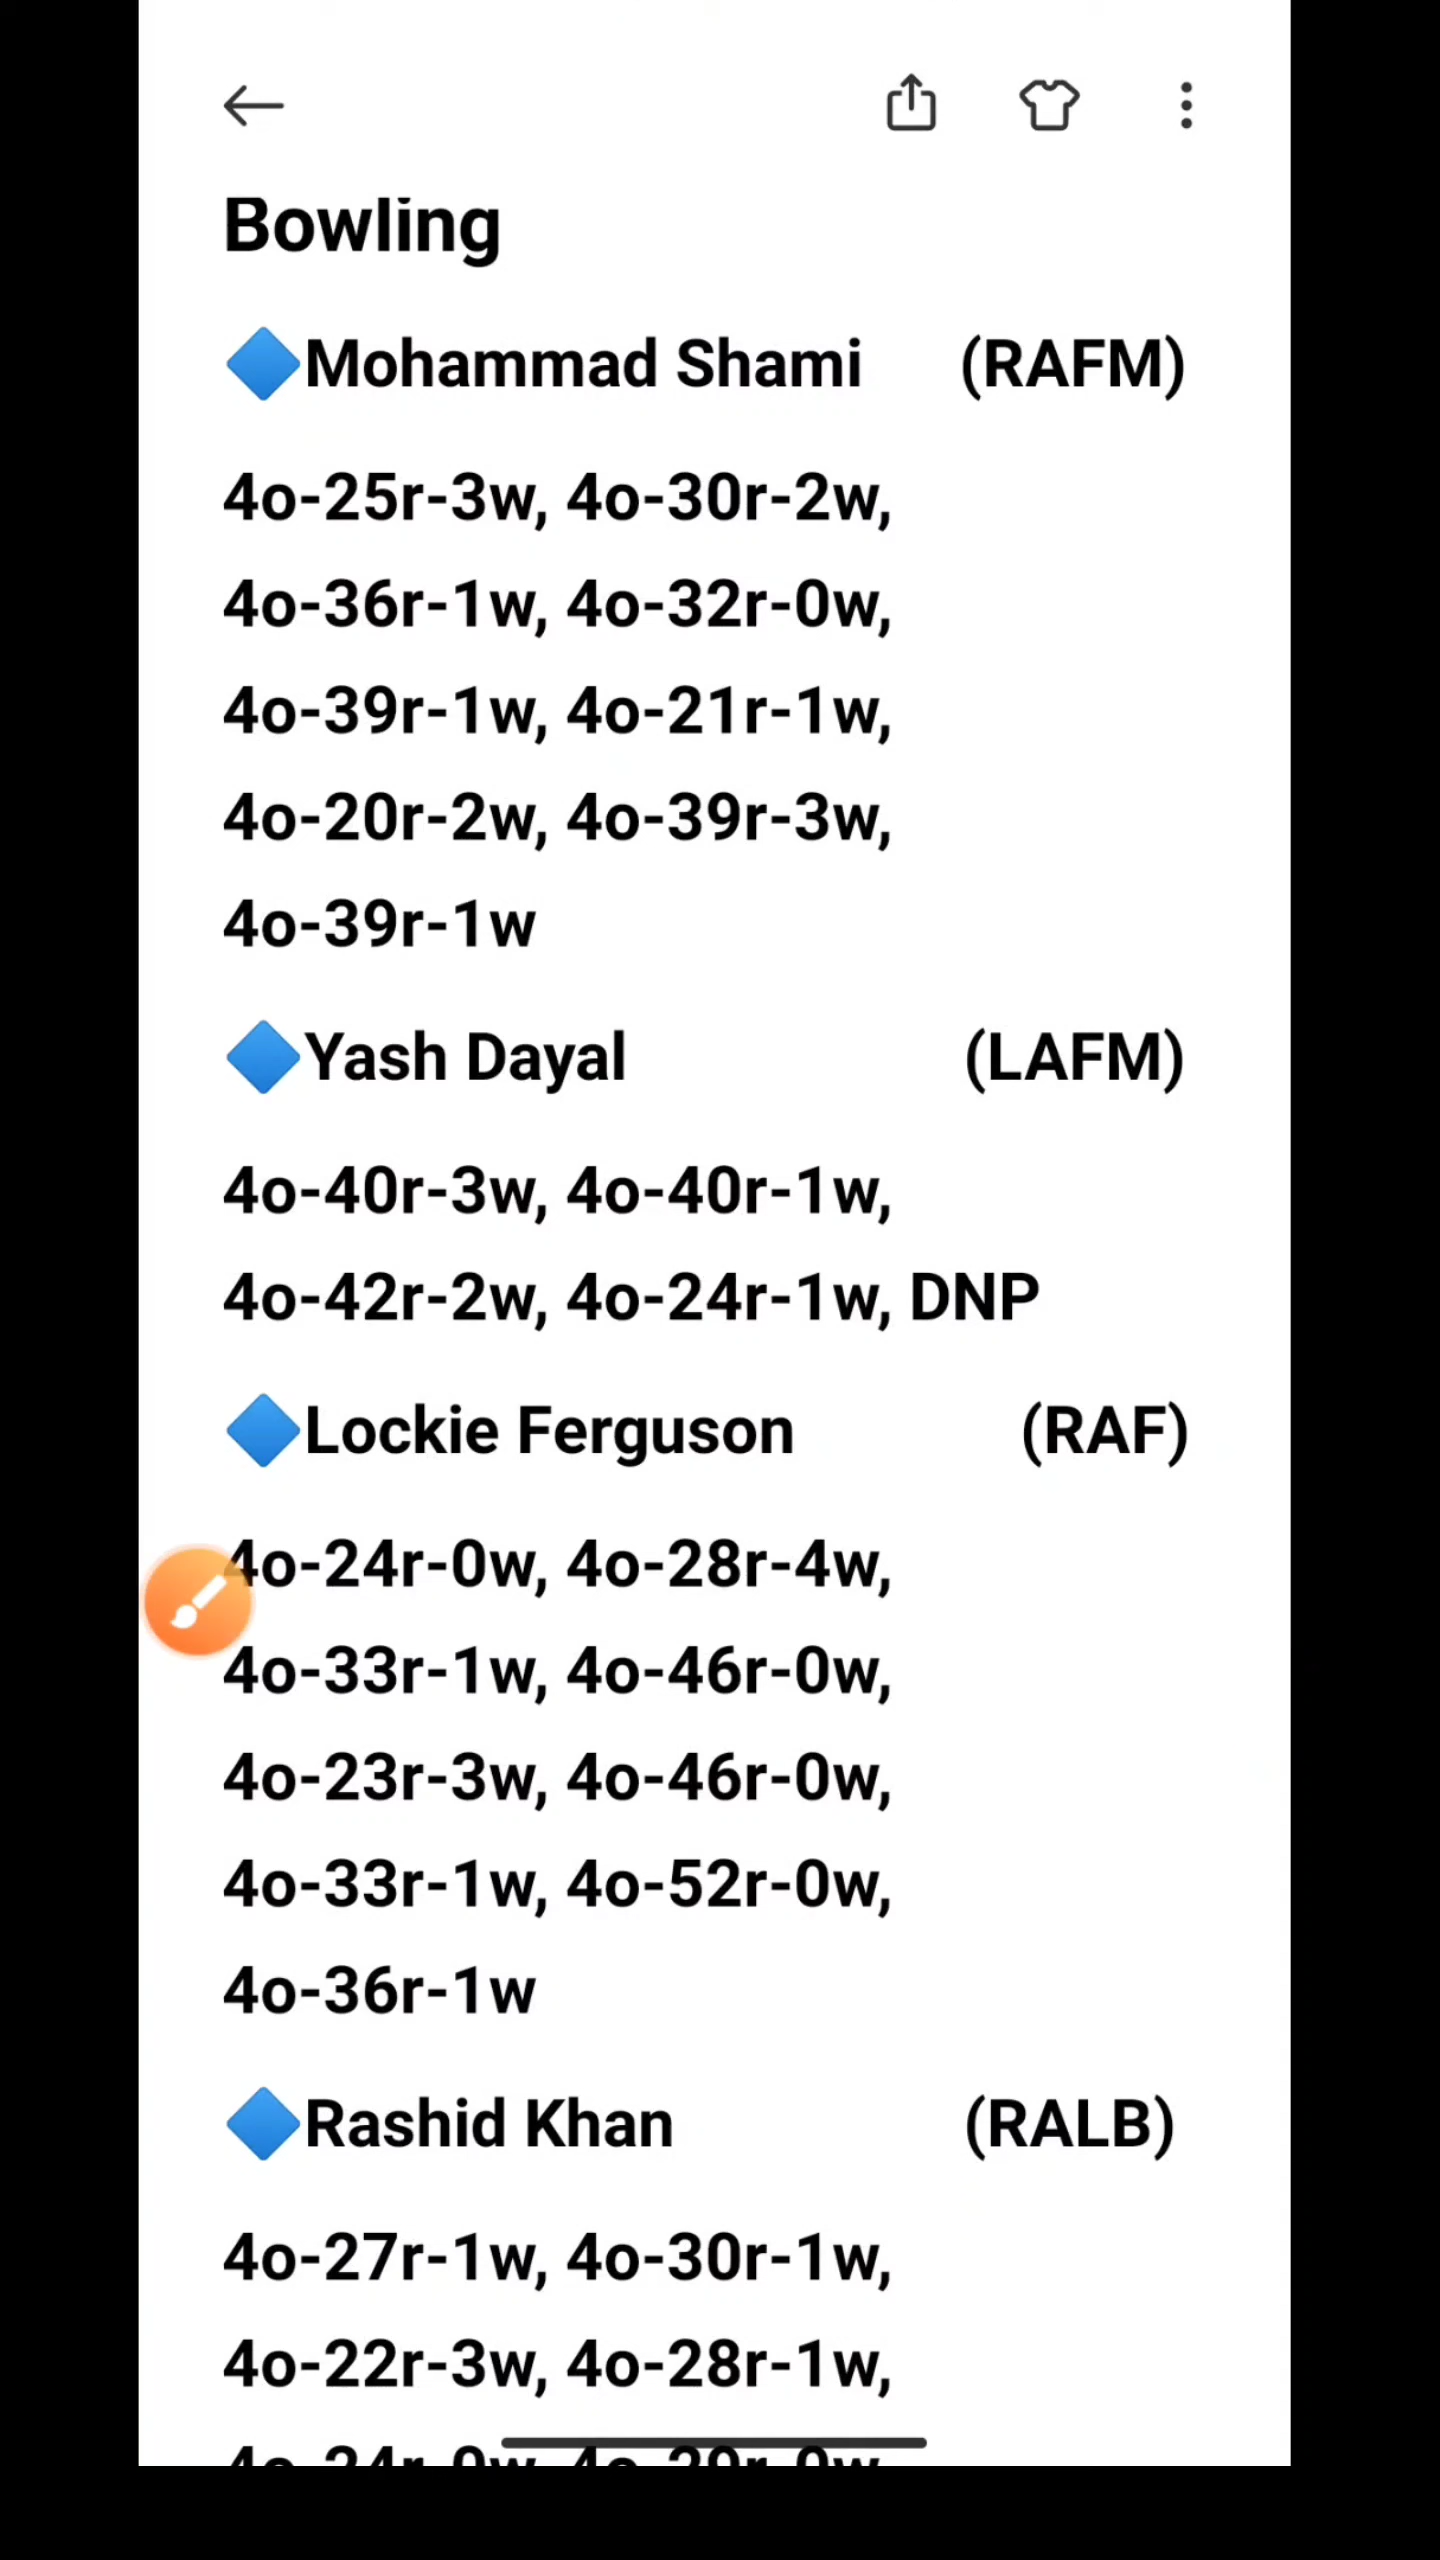 Bowling
🔷Mohammad Shami (RAFM)
4o-25r-3w, 4o-30r-2w,
4o-36r-1w, 4o-32r-0w,
4o-39r-1w, 4o-21r-1w,
4o-20r-2w, 4o-39r-3w,
4o-39r-1w
🔷Yash Dayal (LAFM)
4o-40r-3w, 4o-40r-1w,
4o-42r-2w, 4o-24r-1w, DNP
🔷Lockie Ferguson (RAF)
4o-24r-0w, 4o-28r-4w,
4o-33r-1w, 4o-46r-0w,
4o-23r-3w, 4o-46r-0w,
4o-33r-1w, 4o-52r-0w,
4o-36r-1w
🔷Rashid Khan (RALB)
4o-27r-1w, 4o-30r-1w,
4o-22r-3w, 4o-28r-1w,